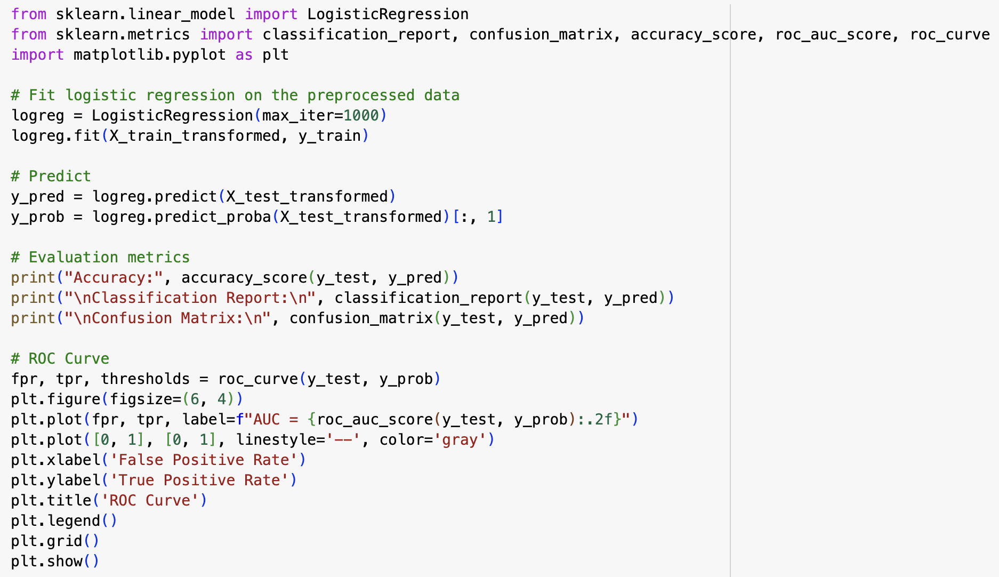 from sklearn.linear_model import LogisticRegression
from sklearn.metrics import classification_report, confusion_matrix, accuracy_score, roc_auc_score, roc_curve
import matplotlib.pyplot as plt

# Fit logistic regression on the preprocessed data
logreg = LogisticRegression(max_iter=1000)
logreg.fit(X_train_transformed, y_train)

# Predict
y_pred = logreg.predict(X_test_transformed)
y_prob = logreg.predict_proba(X_test_transformed)[:, 1]

# Evaluation metrics
print("Accuracy:", accuracy_score(y_test, y_pred))
print("\nClassification Report:\n", classification_report(y_test, y_pred))
print("\nConfusion Matrix:\n", confusion_matrix(y_test, y_pred))

# ROC Curve
fpr, tpr, thresholds = roc_curve(y_test, y_prob)
plt.figure(figsize=(6, 4))
plt.plot(fpr, tpr, label=f"AUC = {roc_auc_score(y_test, y_prob):.2f}")
plt.plot([0, 1], [0, 1], linestyle='--', color='gray')
plt.xlabel('False Positive Rate')
plt.ylabel('True Positive Rate')
plt.title('ROC Curve')
plt.legend()
plt.grid()
plt.show()